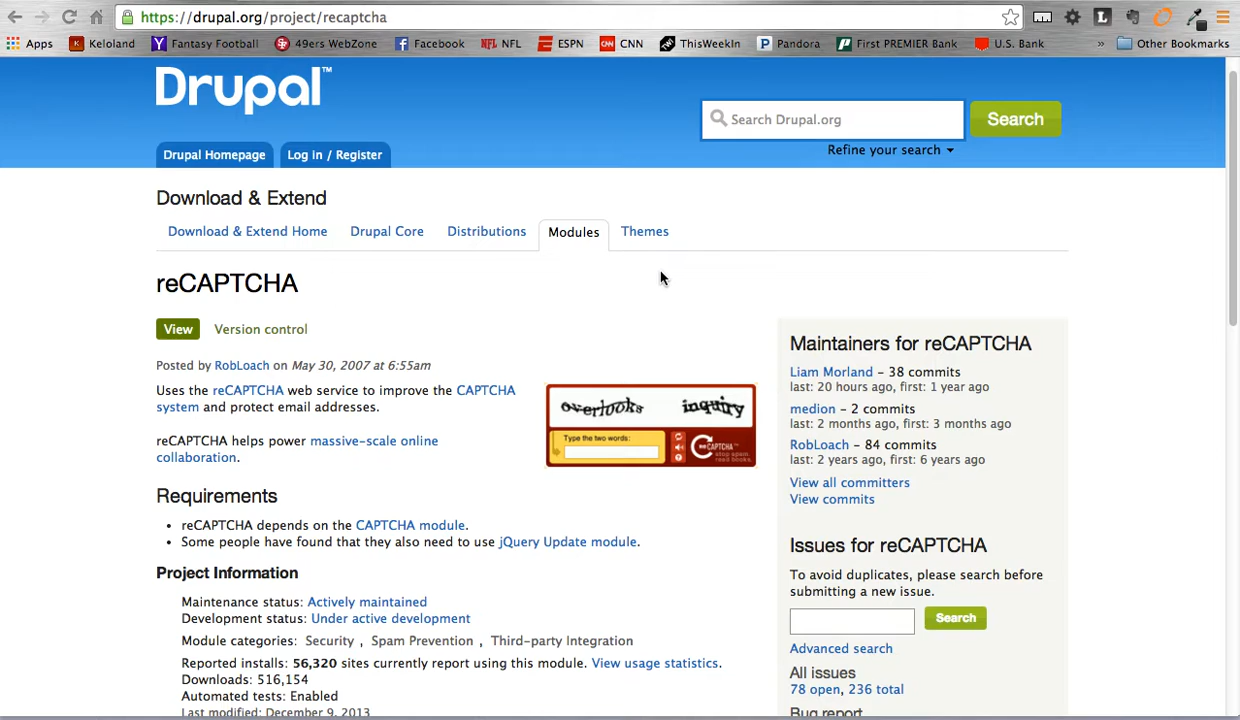 https://drupal.org/project/recaptcha
Apps Keloland Fantasy Football 49ers WebZone Facebook NFL ESPN CNN ThisWeekIn Pandora First PREMIER Bank U.S. Bank » Other Bookmarks
Drupal™
Search Drupal.org Search
Refine your search
Drupal Homepage Log in / Register
Download & Extend
Download & Extend Home Drupal Core Distributions Modules Themes
reCAPTCHA
View Version control
Posted by RobLoach on May 30, 2007 at 6:55am
Uses the reCAPTCHA web service to improve the CAPTCHA
system and protect email addresses.
reCAPTCHA helps power massive-scale online
collaboration.
overlooks inquiry
Type the two words:
reCAPTCHA™
stop spam.
read books.
Requirements
• reCAPTCHA depends on the CAPTCHA module.
• Some people have found that they also need to use jQuery Update module.
Project Information
Maintenance status: Actively maintained
Development status: Under active development
Module categories: Security , Spam Prevention , Third-party Integration
Reported installs: 56,320 sites currently report using this module. View usage statistics.
Downloads: 516,154
Automated tests: Enabled
Last modified: December 9, 2013
Maintainers for reCAPTCHA
Liam Morland – 38 commits
last: 20 hours ago, first: 1 year ago
medion – 2 commits
last: 2 months ago, first: 3 months ago
RobLoach – 84 commits
last: 2 years ago, first: 6 years ago
View all committers
View commits
Issues for reCAPTCHA
To avoid duplicates, please search before
submitting a new issue.
Search
Advanced search
All issues
78 open, 236 total
Bug report